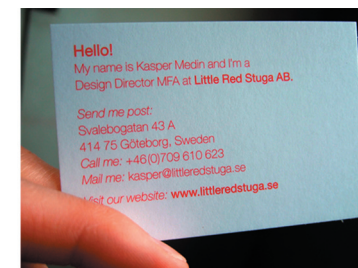 Hello!
My name is Kasper Medin and I'm a
Design Director MFA at Little Red Stuga AB.
Send me post:
Svalebogatan 43 A
414 75 Göteborg, Sweden
Call me: +46(0)709 610 623
Mail me: kasper@littleredstuga.se
Visit our website: www.littleredstuga.se